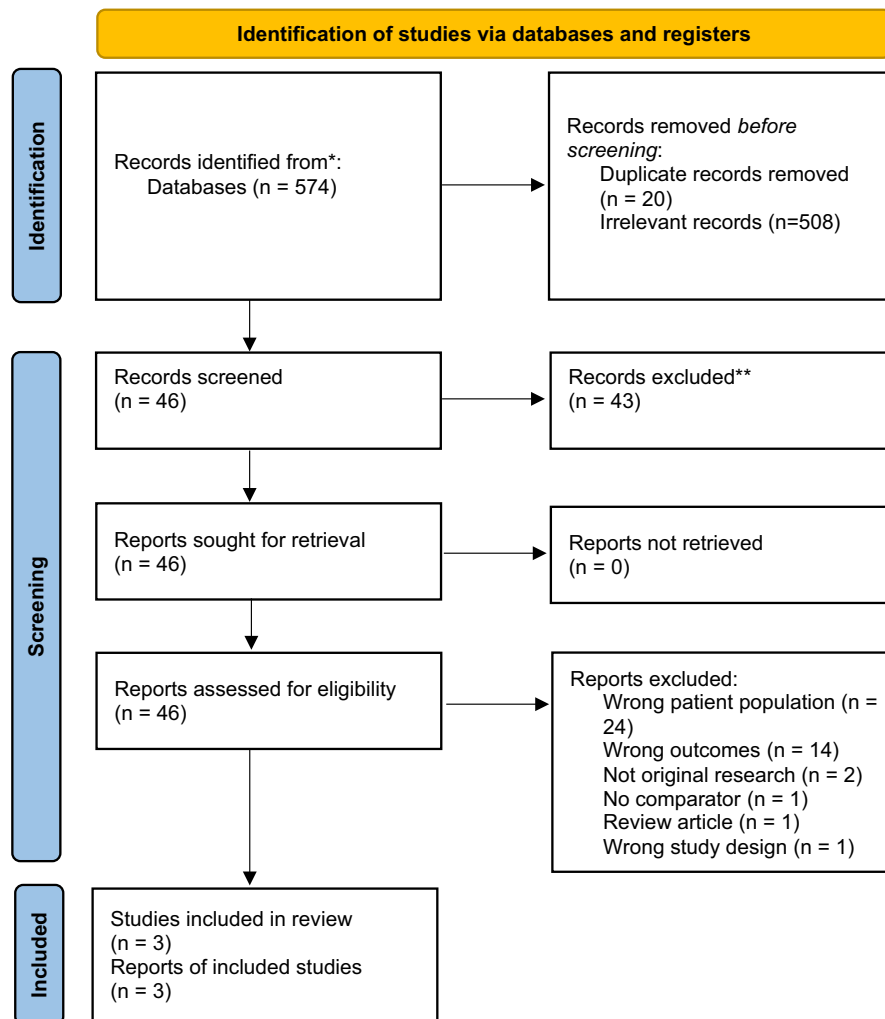 Identification of studies via databases and registers
Identification
Records identified from*:
Databases (n = 574)
Records removed before
screening:
Duplicate records removed
(n = 20)
Irrelevant records (n=508)
Screening
Records screened
(n = 46)
Records excluded**
(n = 43)
Reports sought for retrieval
(n = 46)
Reports not retrieved
(n = 0)
Reports assessed for eligibility
(n = 46)
Reports excluded:
Wrong patient population (n =
24)
Wrong outcomes (n = 14)
Not original research (n = 2)
No comparator (n = 1)
Review article (n = 1)
Wrong study design (n = 1)
Included
Studies included in review
(n = 3)
Reports of included studies
(n = 3)